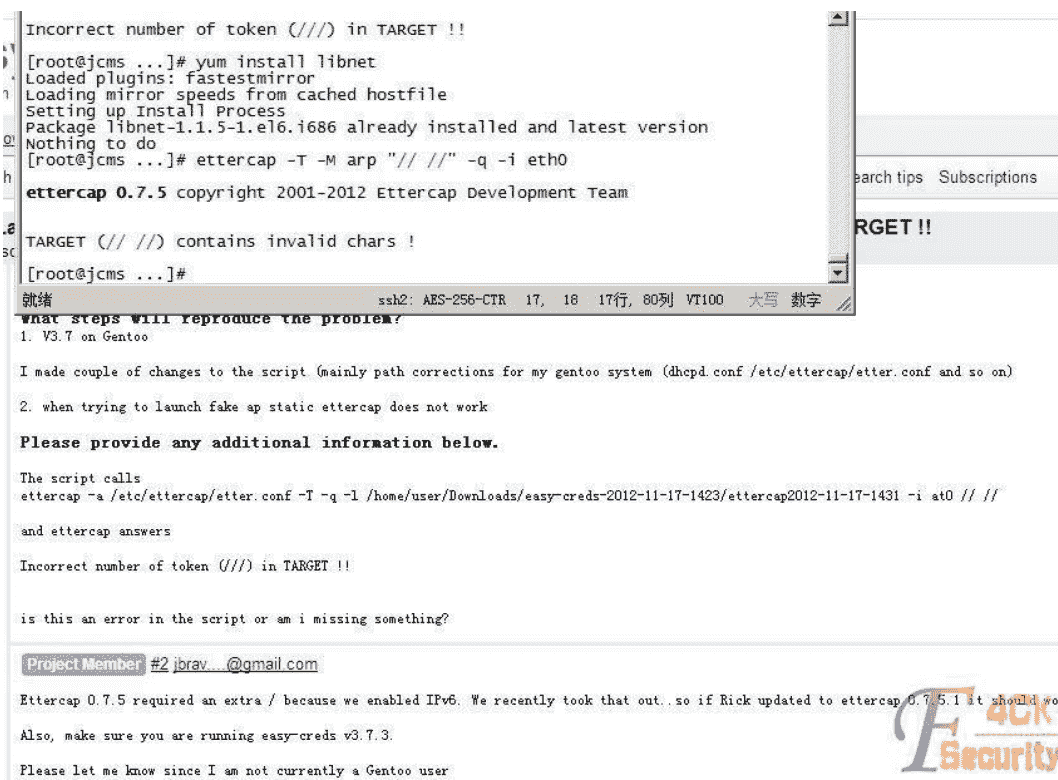 Incorrect number of token (///) in TARGET !!
[root@jcms ...]# yum install libnet
Loaded plugins: fastestmirror
Loading mirror speeds from cached hostfile
Setting up Install Process
Package libnet-1.1.5-1.el6.i686 already installed and latest version
Nothing to do
[root@jcms ...]# ettercap -T -M arp "// //" -q -i eth0
ettercap 0.7.5 copyright 2001-2012 Ettercap Development Team
earch tips Subscriptions
RGET !!
TARGET (// //) contains invalid chars !
[root@jcms ...]#
就绪 ssh2: AES-256-CTR 17, 18 17行, 80列 VT100 大写 数字
What steps will reproduce the problem?
1. V3.7 on Gentoo
I made couple of changes to the script (mainly path corrections for my gentoo system (dhcpd.conf /etc/ettercap/etter.conf and so on)
2. when trying to launch fake ap static ettercap does not work
Please provide any additional information below.
The script calls
ettercap -a /etc/ettercap/etter.conf -T -q -l /home/user/Downloads/easy-creds-2012-11-17-1423/ettercap2012-11-17-1431 -i at0 // //
and ettercap answers
Incorrect number of token (///) in TARGET !!
is this an error in the script or am i missing something?
Project Member #2 jbrav....@gmail.com
Ettercap 0.7.5 required an extra / because we enabled IPv6. We recently took that out..so if Rick updated to ettercap 0.7.5.1 it should wo
Also, make sure you are running easy-creds v3.7.3.
Please let me know since I am not currently a Gentoo user
F4ck
Security